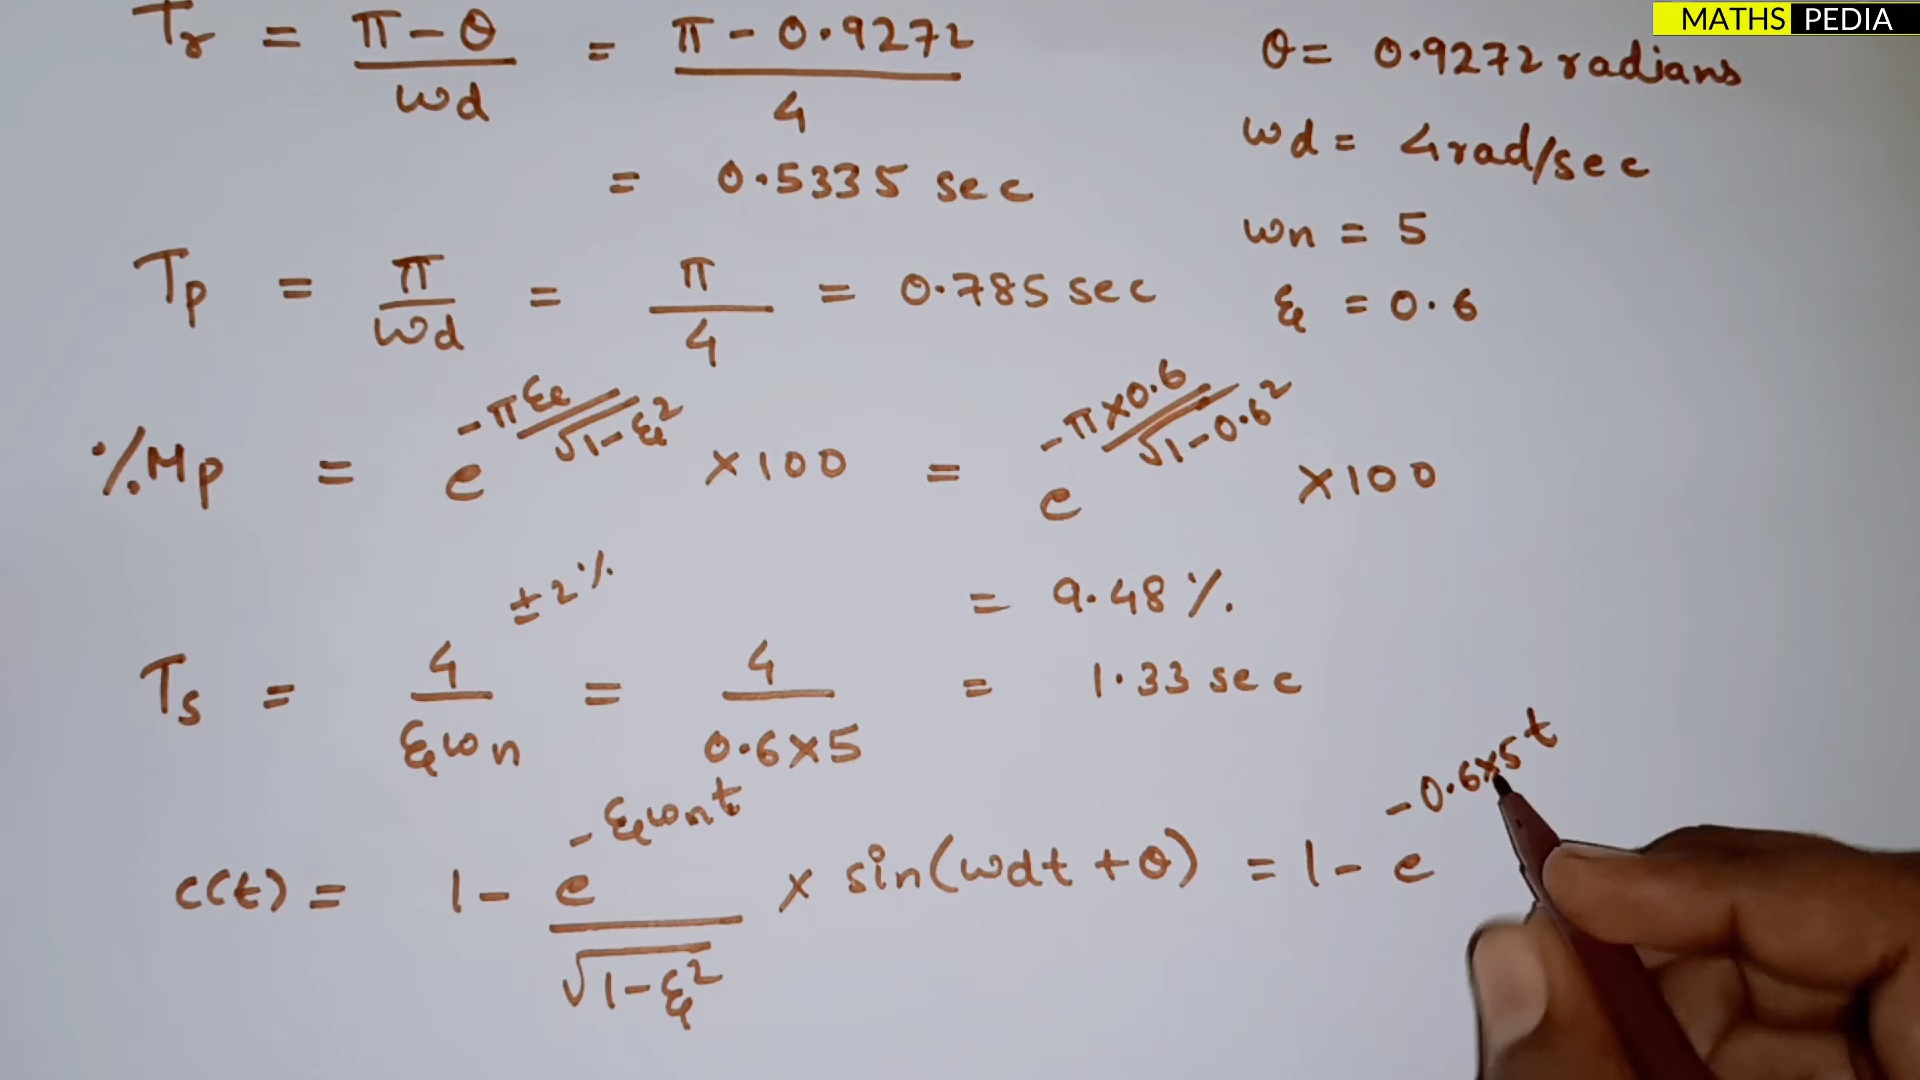 MATHS PEDIA
Tr = π-θ/ωd = π-0.9272/4
θ = 0.9272 radians
ωd = 4rad/sec
= 0.5335 sec
ωn = 5
Tp = π/ωd = π/4 = 0.785 sec
ξ = 0.6
%Mp = e^-πξ/√1-ξ² ×100 = e^-π×0.6/√1-0.6² ×100
±2%
= 9.48%
Ts = 4/ξωn = 4/0.6×5 = 1.33 sec
c(t) = 1 - e^-ξωnt/√1-ξ² × sin(ωdt+θ) = 1 - e^-0.6×5t